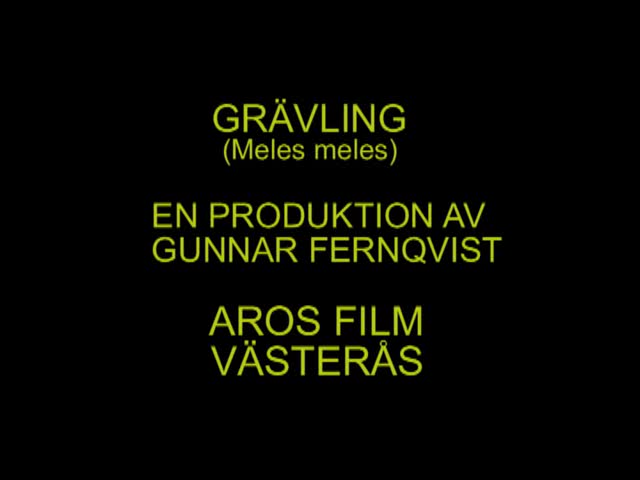 GRÄVLING
(Meles meles)
EN PRODUKTION AV
GUNNAR FERNQVIST
AROS FILM
VÄSTERÅS